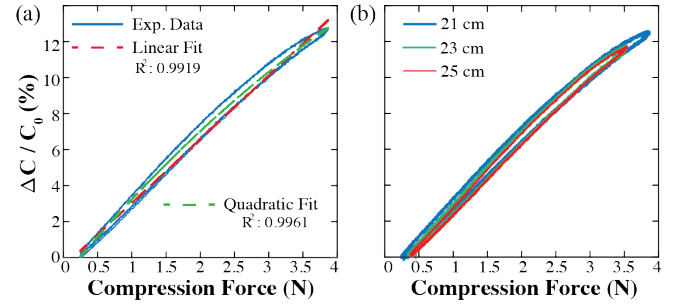 (a)
Exp. Data
Linear Fit
R²: 0.9919
Quadratic Fit
R²: 0.9961
12
10
8
6
4
2
0
0 0.5 1 1.5 2 2.5 3 3.5 4
ΔC / C₀ (%)
Compression Force (N)
(b)
21 cm
23 cm
25 cm
0 0.5 1 1.5 2 2.5 3 3.5 4
Compression Force (N)